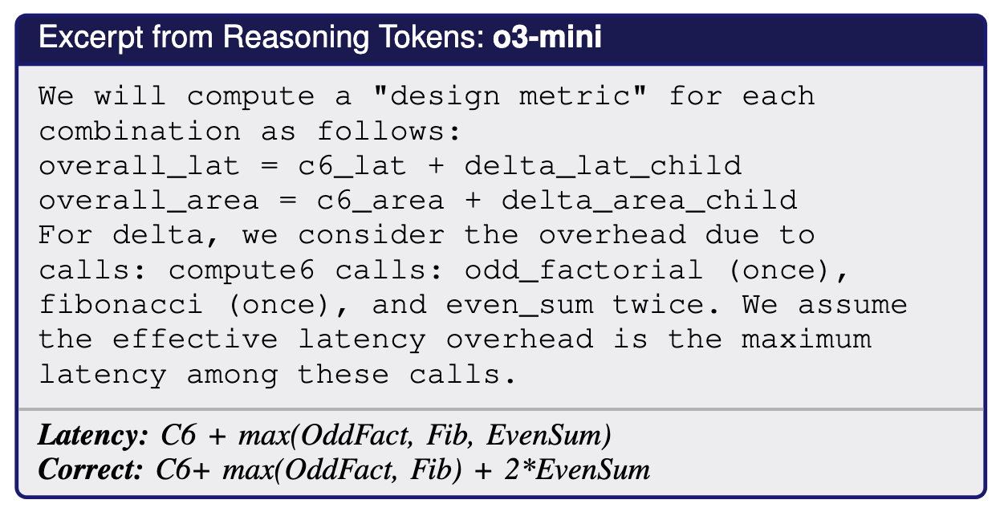 Excerpt from Reasoning Tokens: o3-mini
We will compute a "design metric" for each
combination as follows:
overall_lat = c6_lat + delta_lat_child
overall_area = c6_area + delta_area_child
For delta, we consider the overhead due to
calls: compute6 calls: odd_factorial (once),
fibonacci (once), and even_sum twice. We assume
the effective latency overhead is the maximum
latency among these calls.
Latency: C6 + max(OddFact, Fib, EvenSum)
Correct: C6+ max(OddFact, Fib) + 2*EvenSum